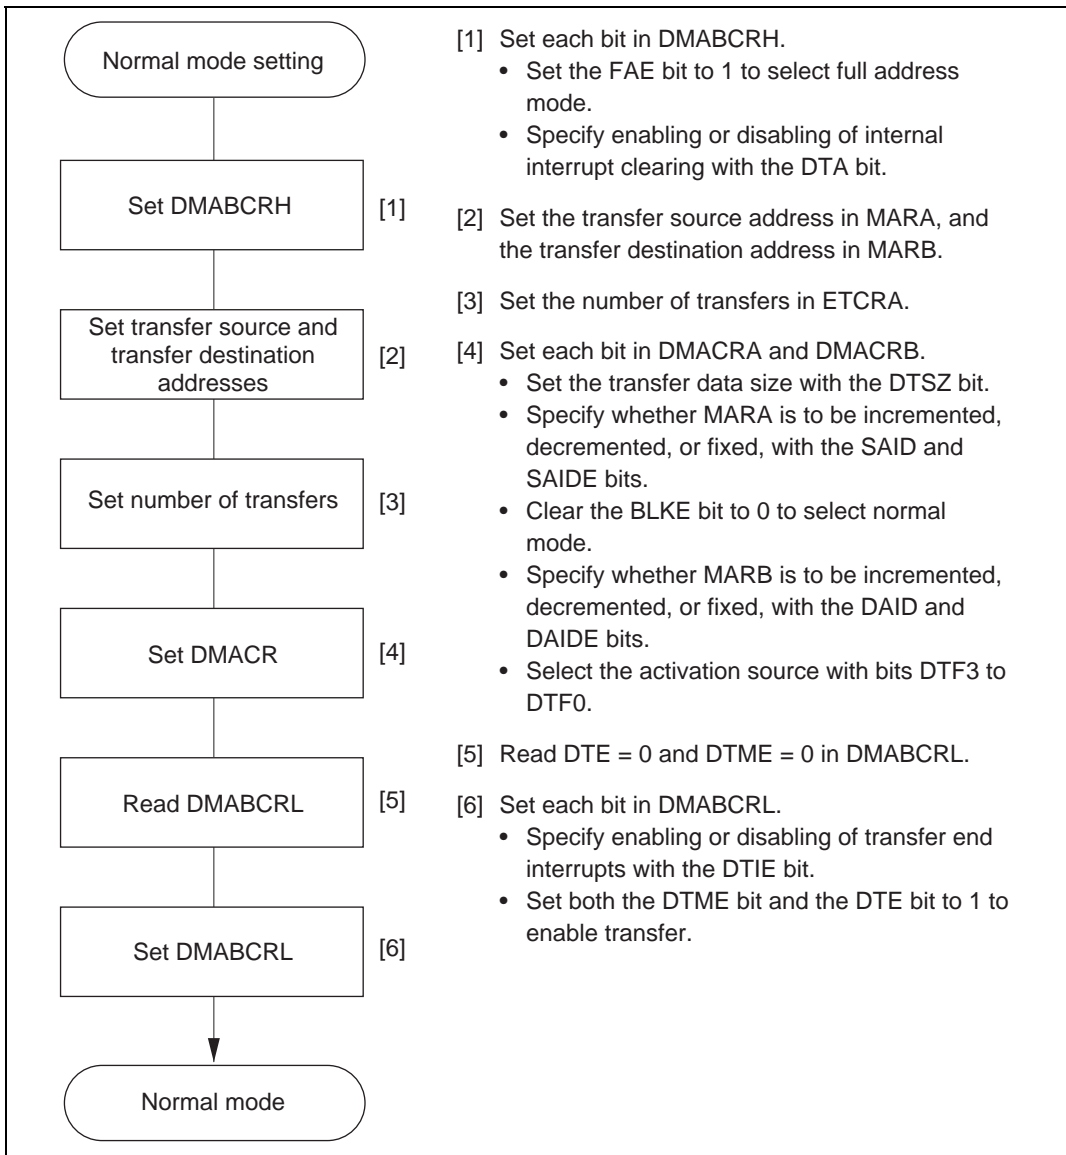 Normal mode setting
Set DMABCRH
[1]
Set transfer source and
transfer destination
addresses
[2]
Set number of transfers
[3]
Set DMACR
[4]
Read DMABCRL
[5]
Set DMABCRL
[6]
Normal mode
[1] Set each bit in DMABCRH.
• Set the FAE bit to 1 to select full address
mode.
• Specify enabling or disabling of internal
interrupt clearing with the DTA bit.
[2] Set the transfer source address in MARA, and
the transfer destination address in MARB.
[3] Set the number of transfers in ETCRA.
[4] Set each bit in DMACRA and DMACRB.
• Set the transfer data size with the DTSZ bit.
• Specify whether MARA is to be incremented,
decremented, or fixed, with the SAID and
SAIDE bits.
• Clear the BLKE bit to 0 to select normal
mode.
• Specify whether MARB is to be incremented,
decremented, or fixed, with the DAID and
DAIDE bits.
• Select the activation source with bits DTF3 to
DTF0.
[5] Read DTE = 0 and DTME = 0 in DMABCRL.
[6] Set each bit in DMABCRL.
• Specify enabling or disabling of transfer end
interrupts with the DTIE bit.
• Set both the DTME bit and the DTE bit to 1 to
enable transfer.